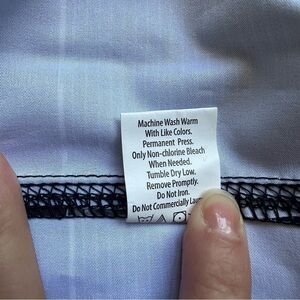 Machine Wash Warm
With Like Colors.
Permanent Press.
Only Non-chlorine Bleach
When Needed.
Tumble Dry Low.
Remove Promptly.
Do Not Iron.
Do Not Commercially